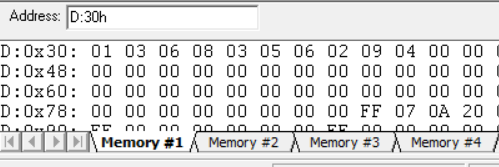 Address: D:30h
D:0x30: 01 03 06 08 03 05 06 02 09 04 00 00
D:0x48: 00 00 00 00 00 00 00 00 00 00 00 00
D:0x60: 00 00 00 00 00 00 00 00 00 00 00 00
D:0x78: 00 00 00 00 00 00 00 FF 07 0A 20
Memory #1 Memory #2 Memory #3 Memory #4